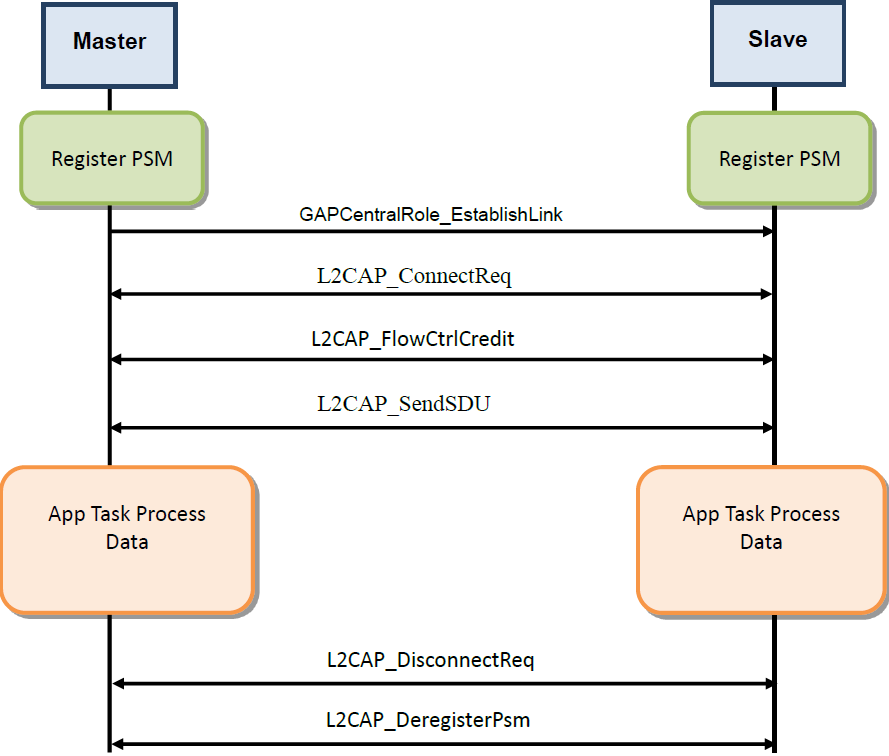 Master
Slave
Register PSM
Register PSM
GAPCentralRole_EstablishLink
L2CAP_ConnectReq
L2CAP_FlowCtrlCredit
L2CAP_SendSDU
App Task Process
Data
App Task Process
Data
L2CAP_DisconnectReq
L2CAP_DeregisterPsm